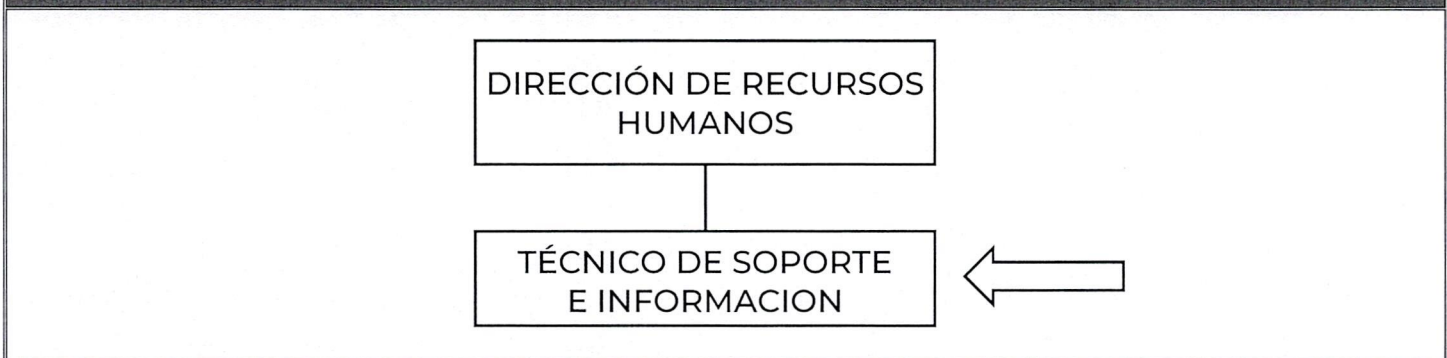 DIRECCIÓN DE RECURSOS
HUMANOS
TÉCNICO DE SOPORTE
E INFORMACION